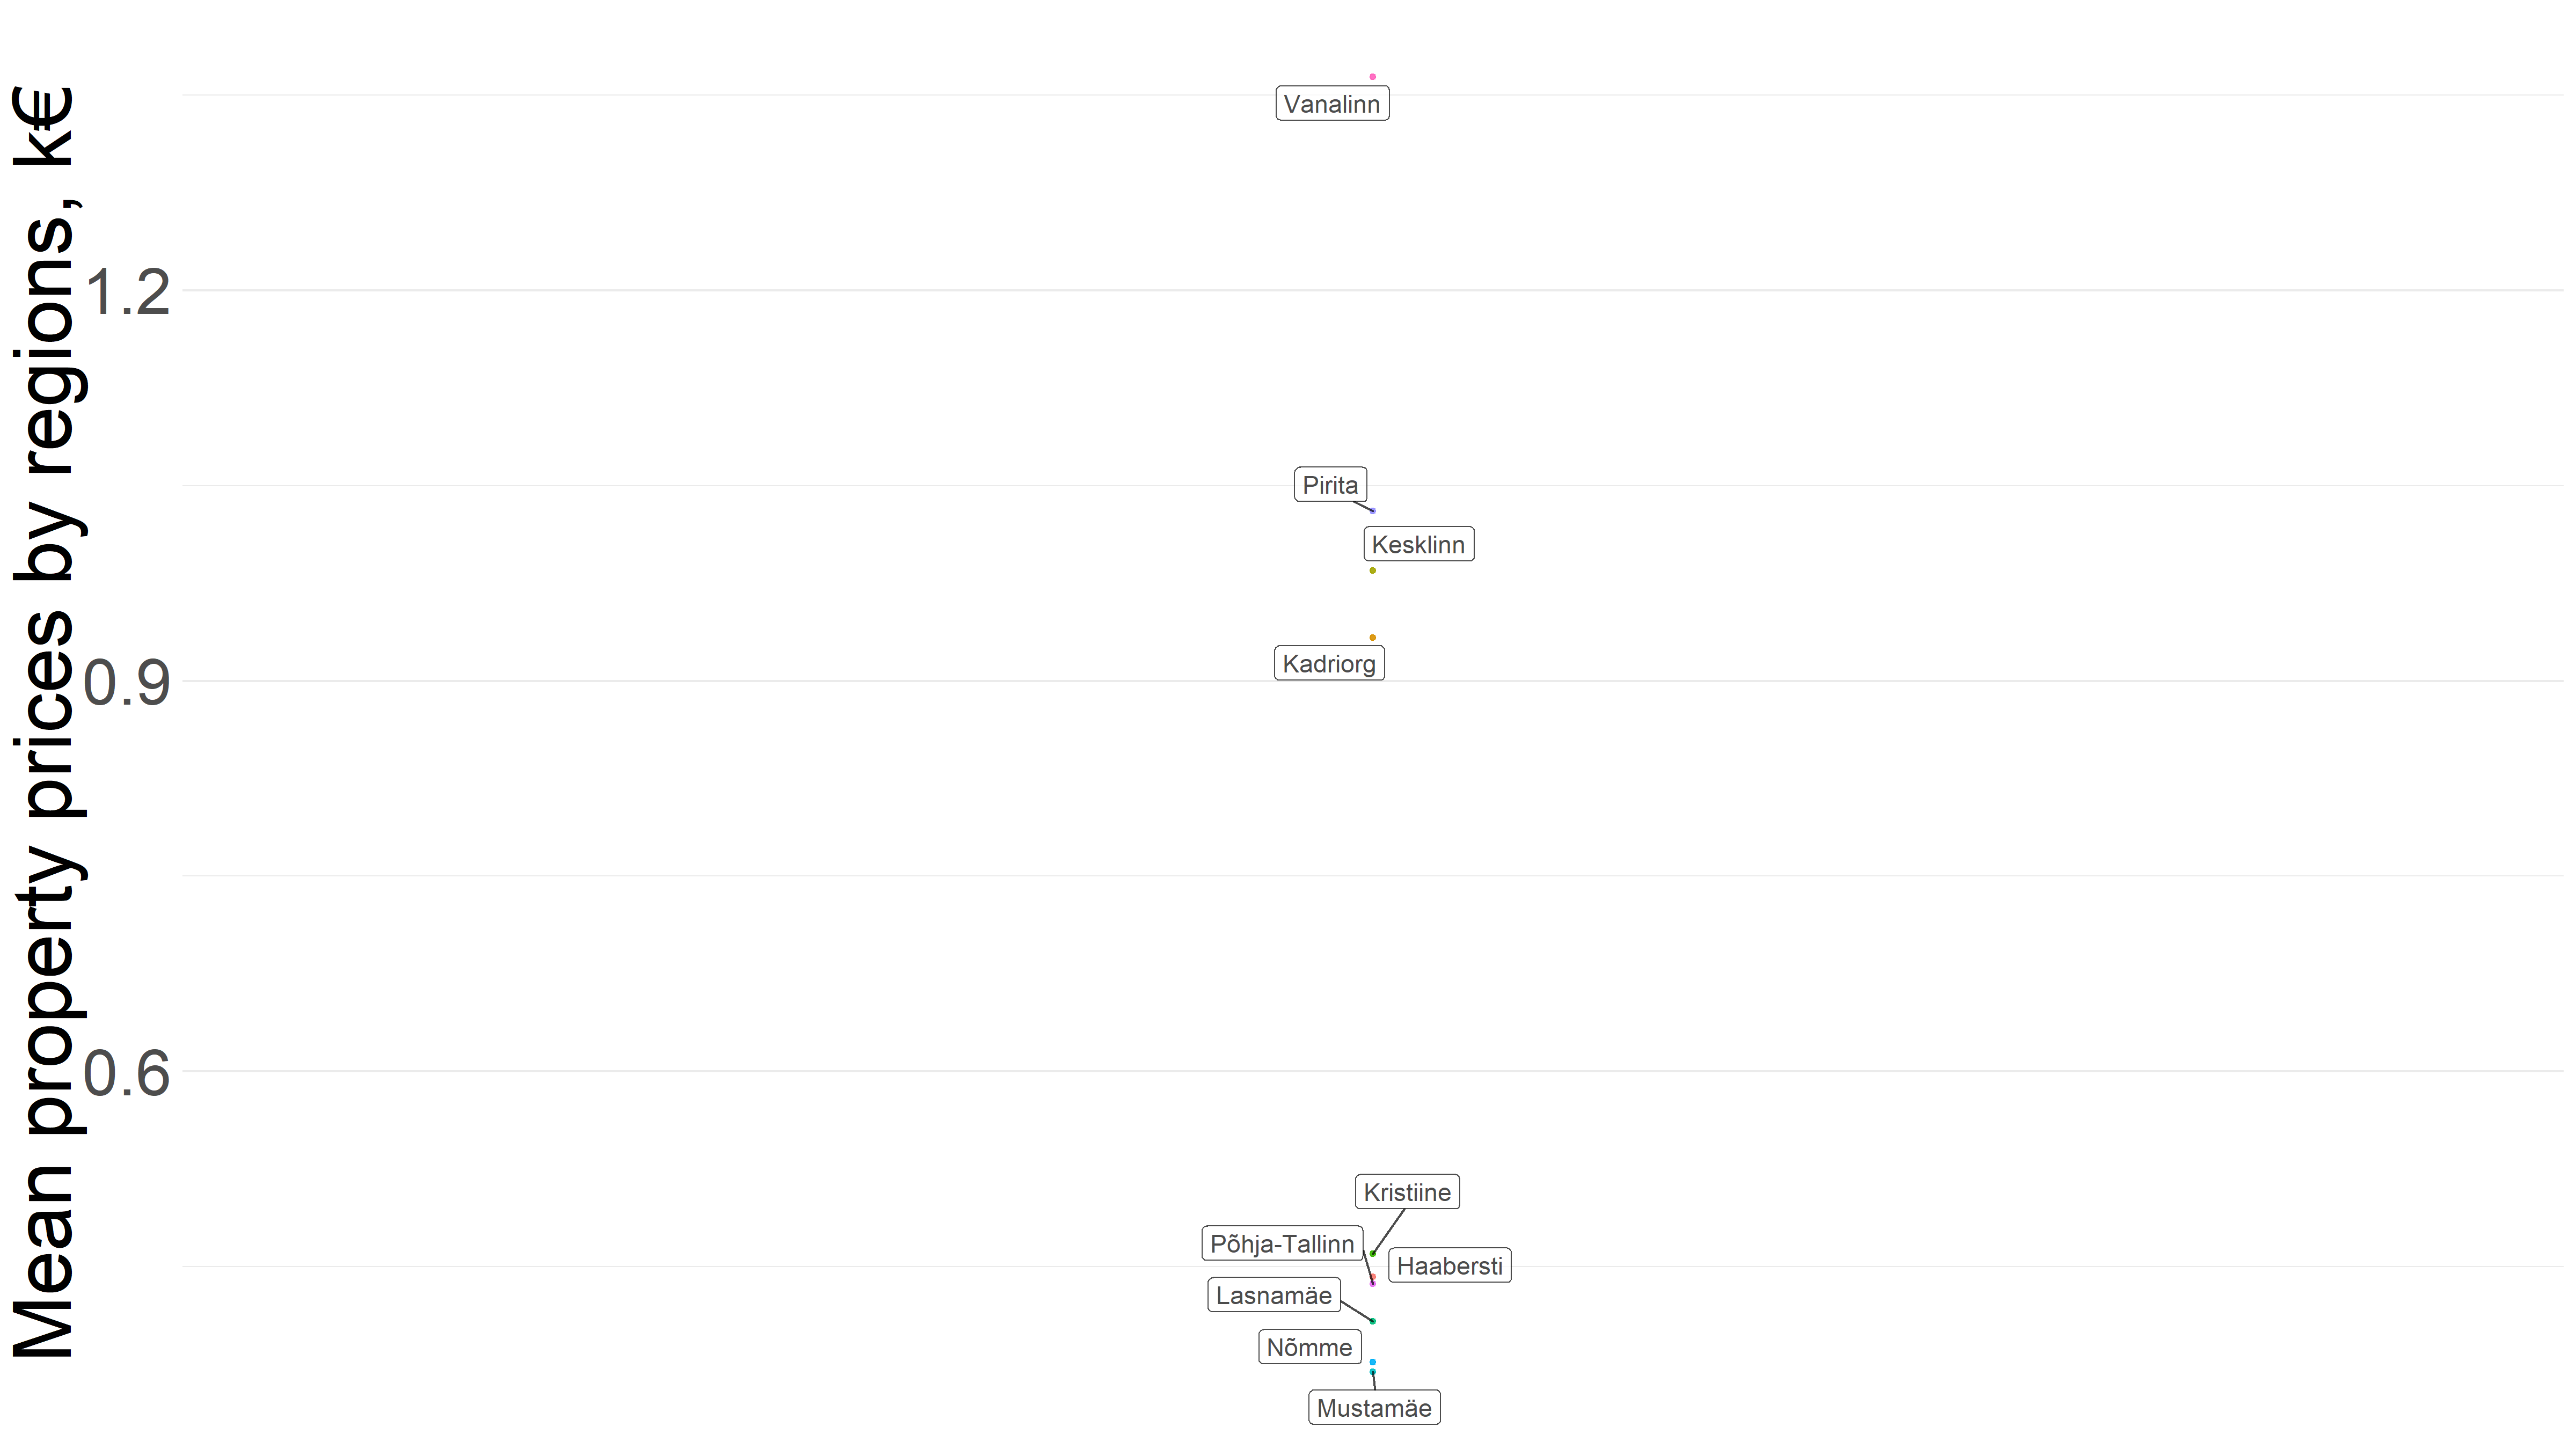 Mean property prices by regions, k€
1.2
0.9
0.6
Vanalinn
Pirita
Kesklinn
Kadriorg
Kristiine
Põhja-Tallinn
Haabersti
Lasnamäe
Nõmme
Mustamäe